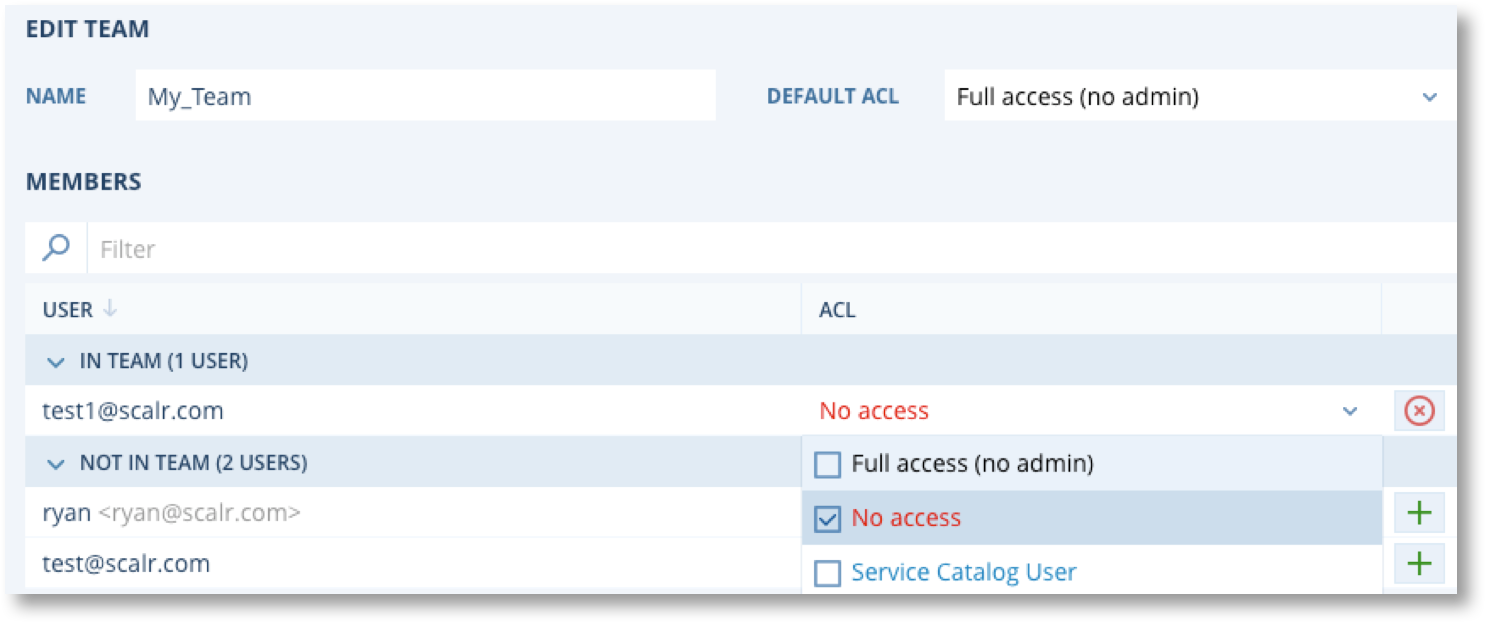 EDIT TEAM
NAME My_Team DEFAULT ACL Full access (no admin)
MEMBERS
Filter
USER ACL
IN TEAM (1 USER)
test1@scalr.com No access
NOT IN TEAM (2 USERS) Full access (no admin)
ryan <ryan@scalr.com> No access
test@scalr.com Service Catalog User